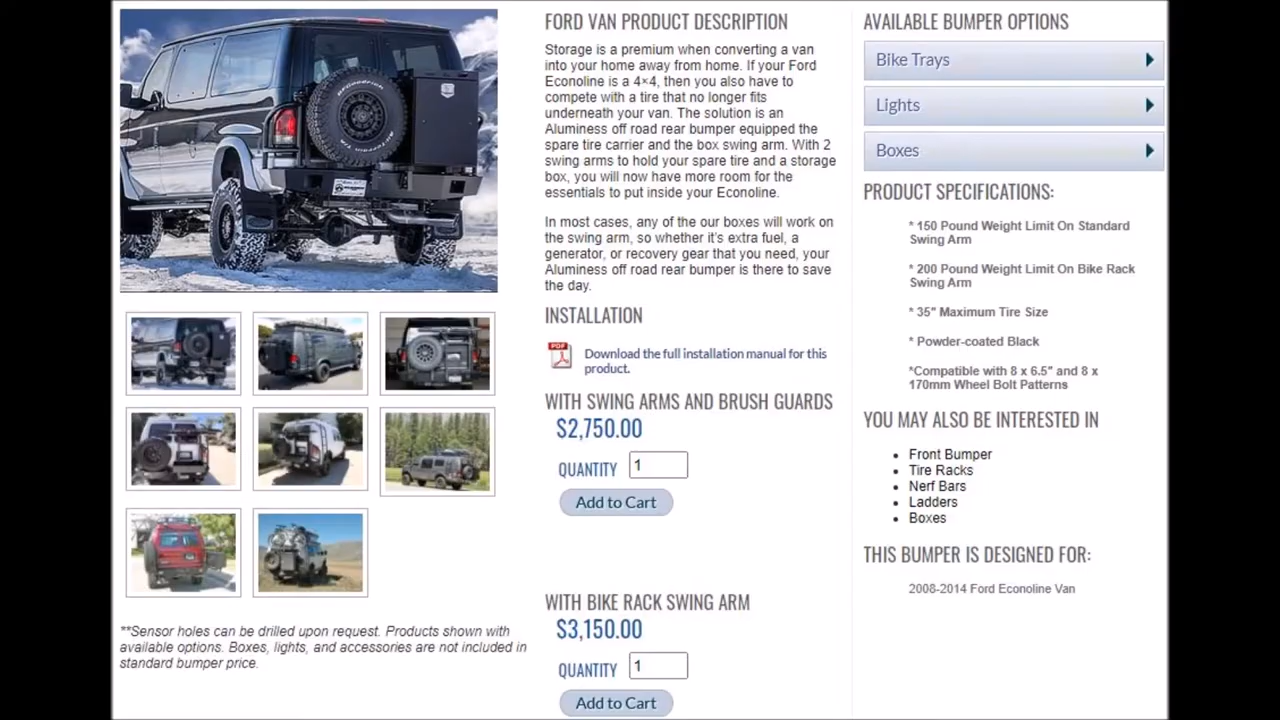 FORD VAN PRODUCT DESCRIPTION
Storage is a premium when converting a van
into your home away from home. If your Ford
Econoline is a 4×4, then you also have to
compete with a tire that no longer fits
underneath your van. The solution is an
Aluminess off road rear bumper equipped the
spare tire carrier and the box swing arm. With 2
swing arms to hold your spare tire and a storage
box, you will now have more room for the
essentials to put inside your Econoline.
In most cases, any of the our boxes will work on
the swing arm, so whether it's extra fuel, a
generator, or recovery gear that you need, your
Aluminess off road rear bumper is there to save
the day.
INSTALLATION
PDF
Download the full installation manual for this
product.
WITH SWING ARMS AND BRUSH GUARDS
$2,750.00
QUANTITY 1
Add to Cart
WITH BIKE RACK SWING ARM
$3,150.00
QUANTITY 1
Add to Cart
**Sensor holes can be drilled upon request. Products shown with
available options. Boxes, lights, and accessories are not included in
standard bumper price.
AVAILABLE BUMPER OPTIONS
Bike Trays
Lights
Boxes
PRODUCT SPECIFICATIONS:
* 150 Pound Weight Limit On Standard
Swing Arm
* 200 Pound Weight Limit On Bike Rack
Swing Arm
* 35" Maximum Tire Size
* Powder-coated Black
*Compatible with 8 x 6.5" and 8 x
170mm Wheel Bolt Patterns
YOU MAY ALSO BE INTERESTED IN
• Front Bumper
• Tire Racks
• Nerf Bars
• Ladders
• Boxes
THIS BUMPER IS DESIGNED FOR:
2008-2014 Ford Econoline Van